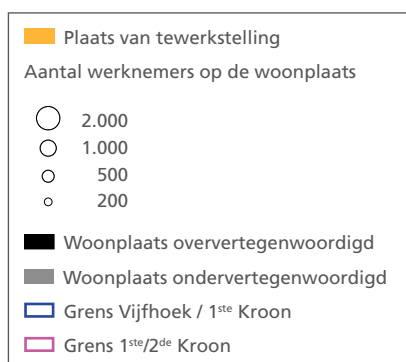 Plaats van tewerkstelling
Aantal werknemers op de woonplaats
2.000
1.000
500
200
Woonplaats oververtegenwoordigd
Woonplaats ondervertegenwoordigd
Grens Vijfhoek / 1ste Kroon
Grens 1ste/2de Kroon